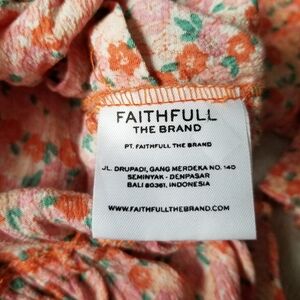 FAITHFULL
THE BRAND
PT. FAITHFULL THE BRAND
JL. DRUPADI, GANG MERDEKA NO. 14D
SEMINYAK - DENPASAR
BALI 80361, INDONESIA
WWW.FAITHFULLTHEBRAND.COM